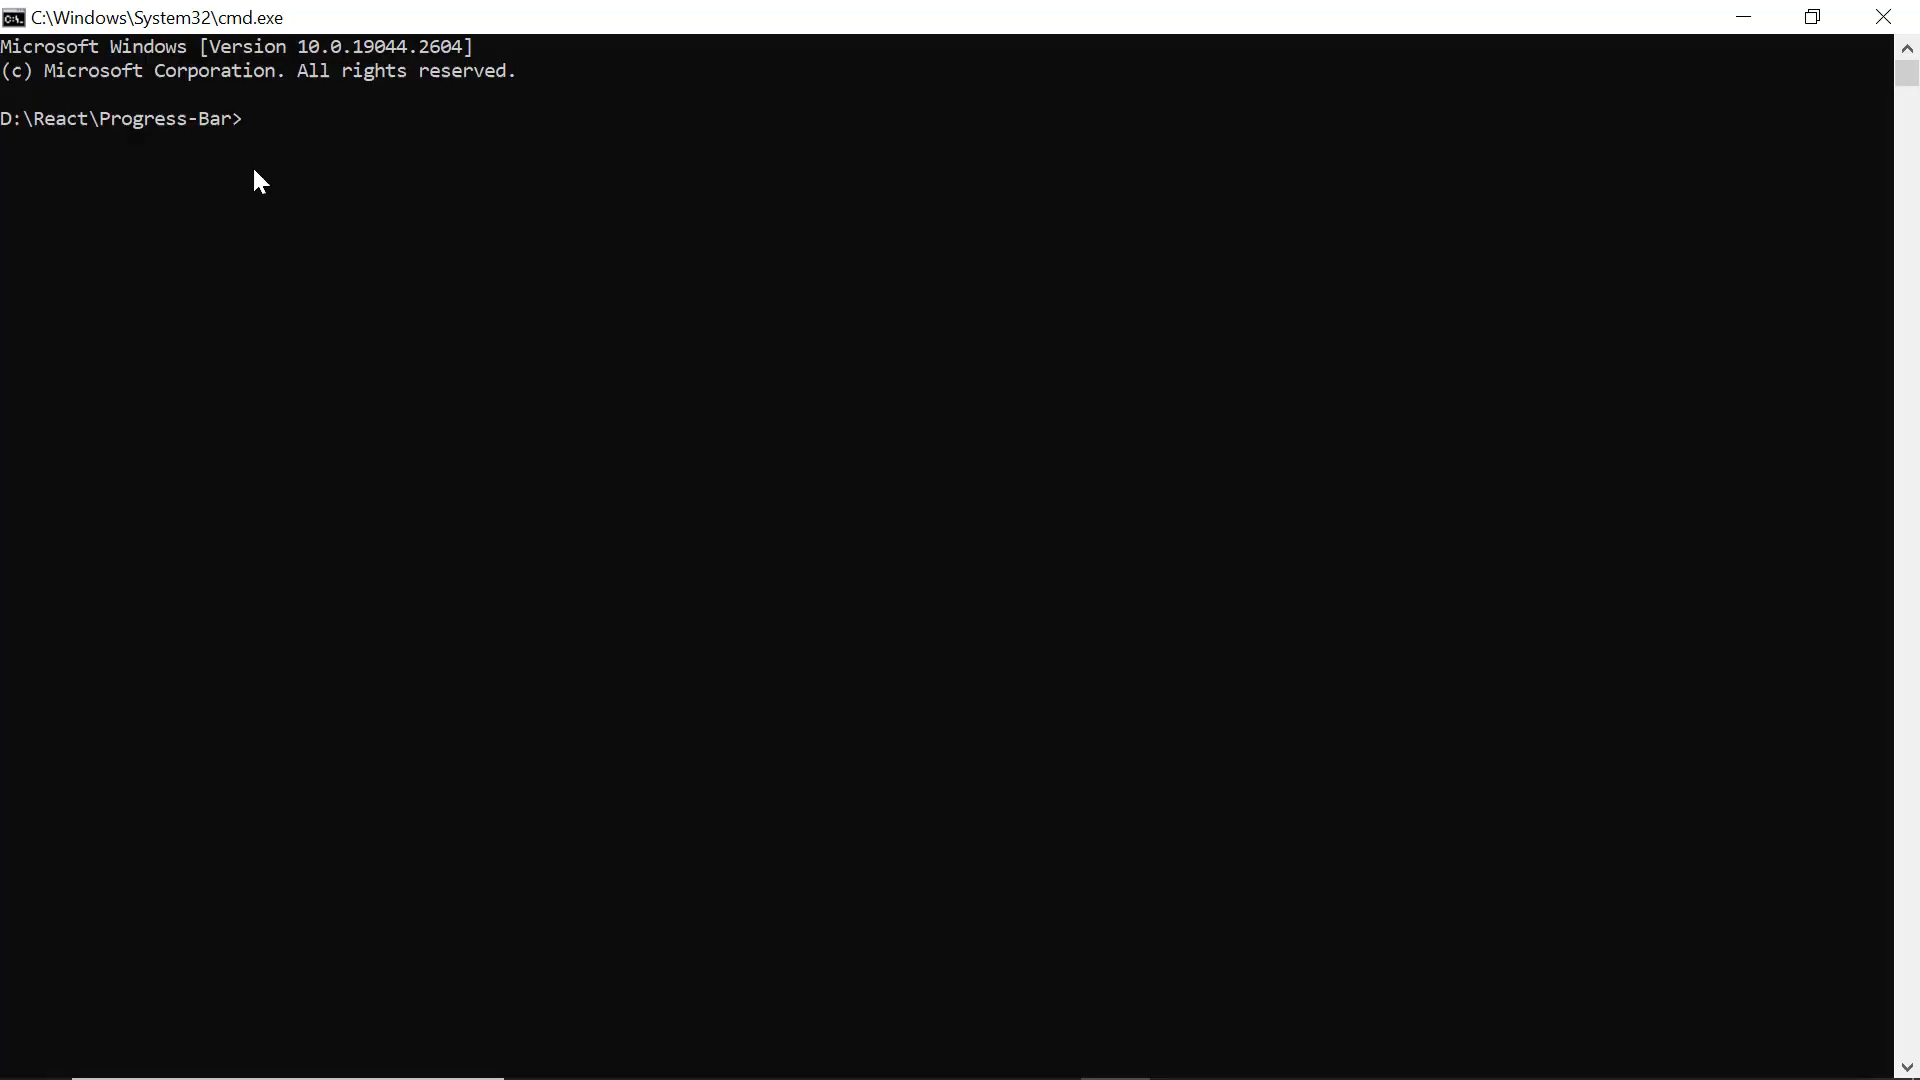 C:\Windows\System32\cmd.exe
Microsoft Windows [Version 10.0.19044.2604]
(c) Microsoft Corporation. All rights reserved.
D:\React\Progress-Bar>